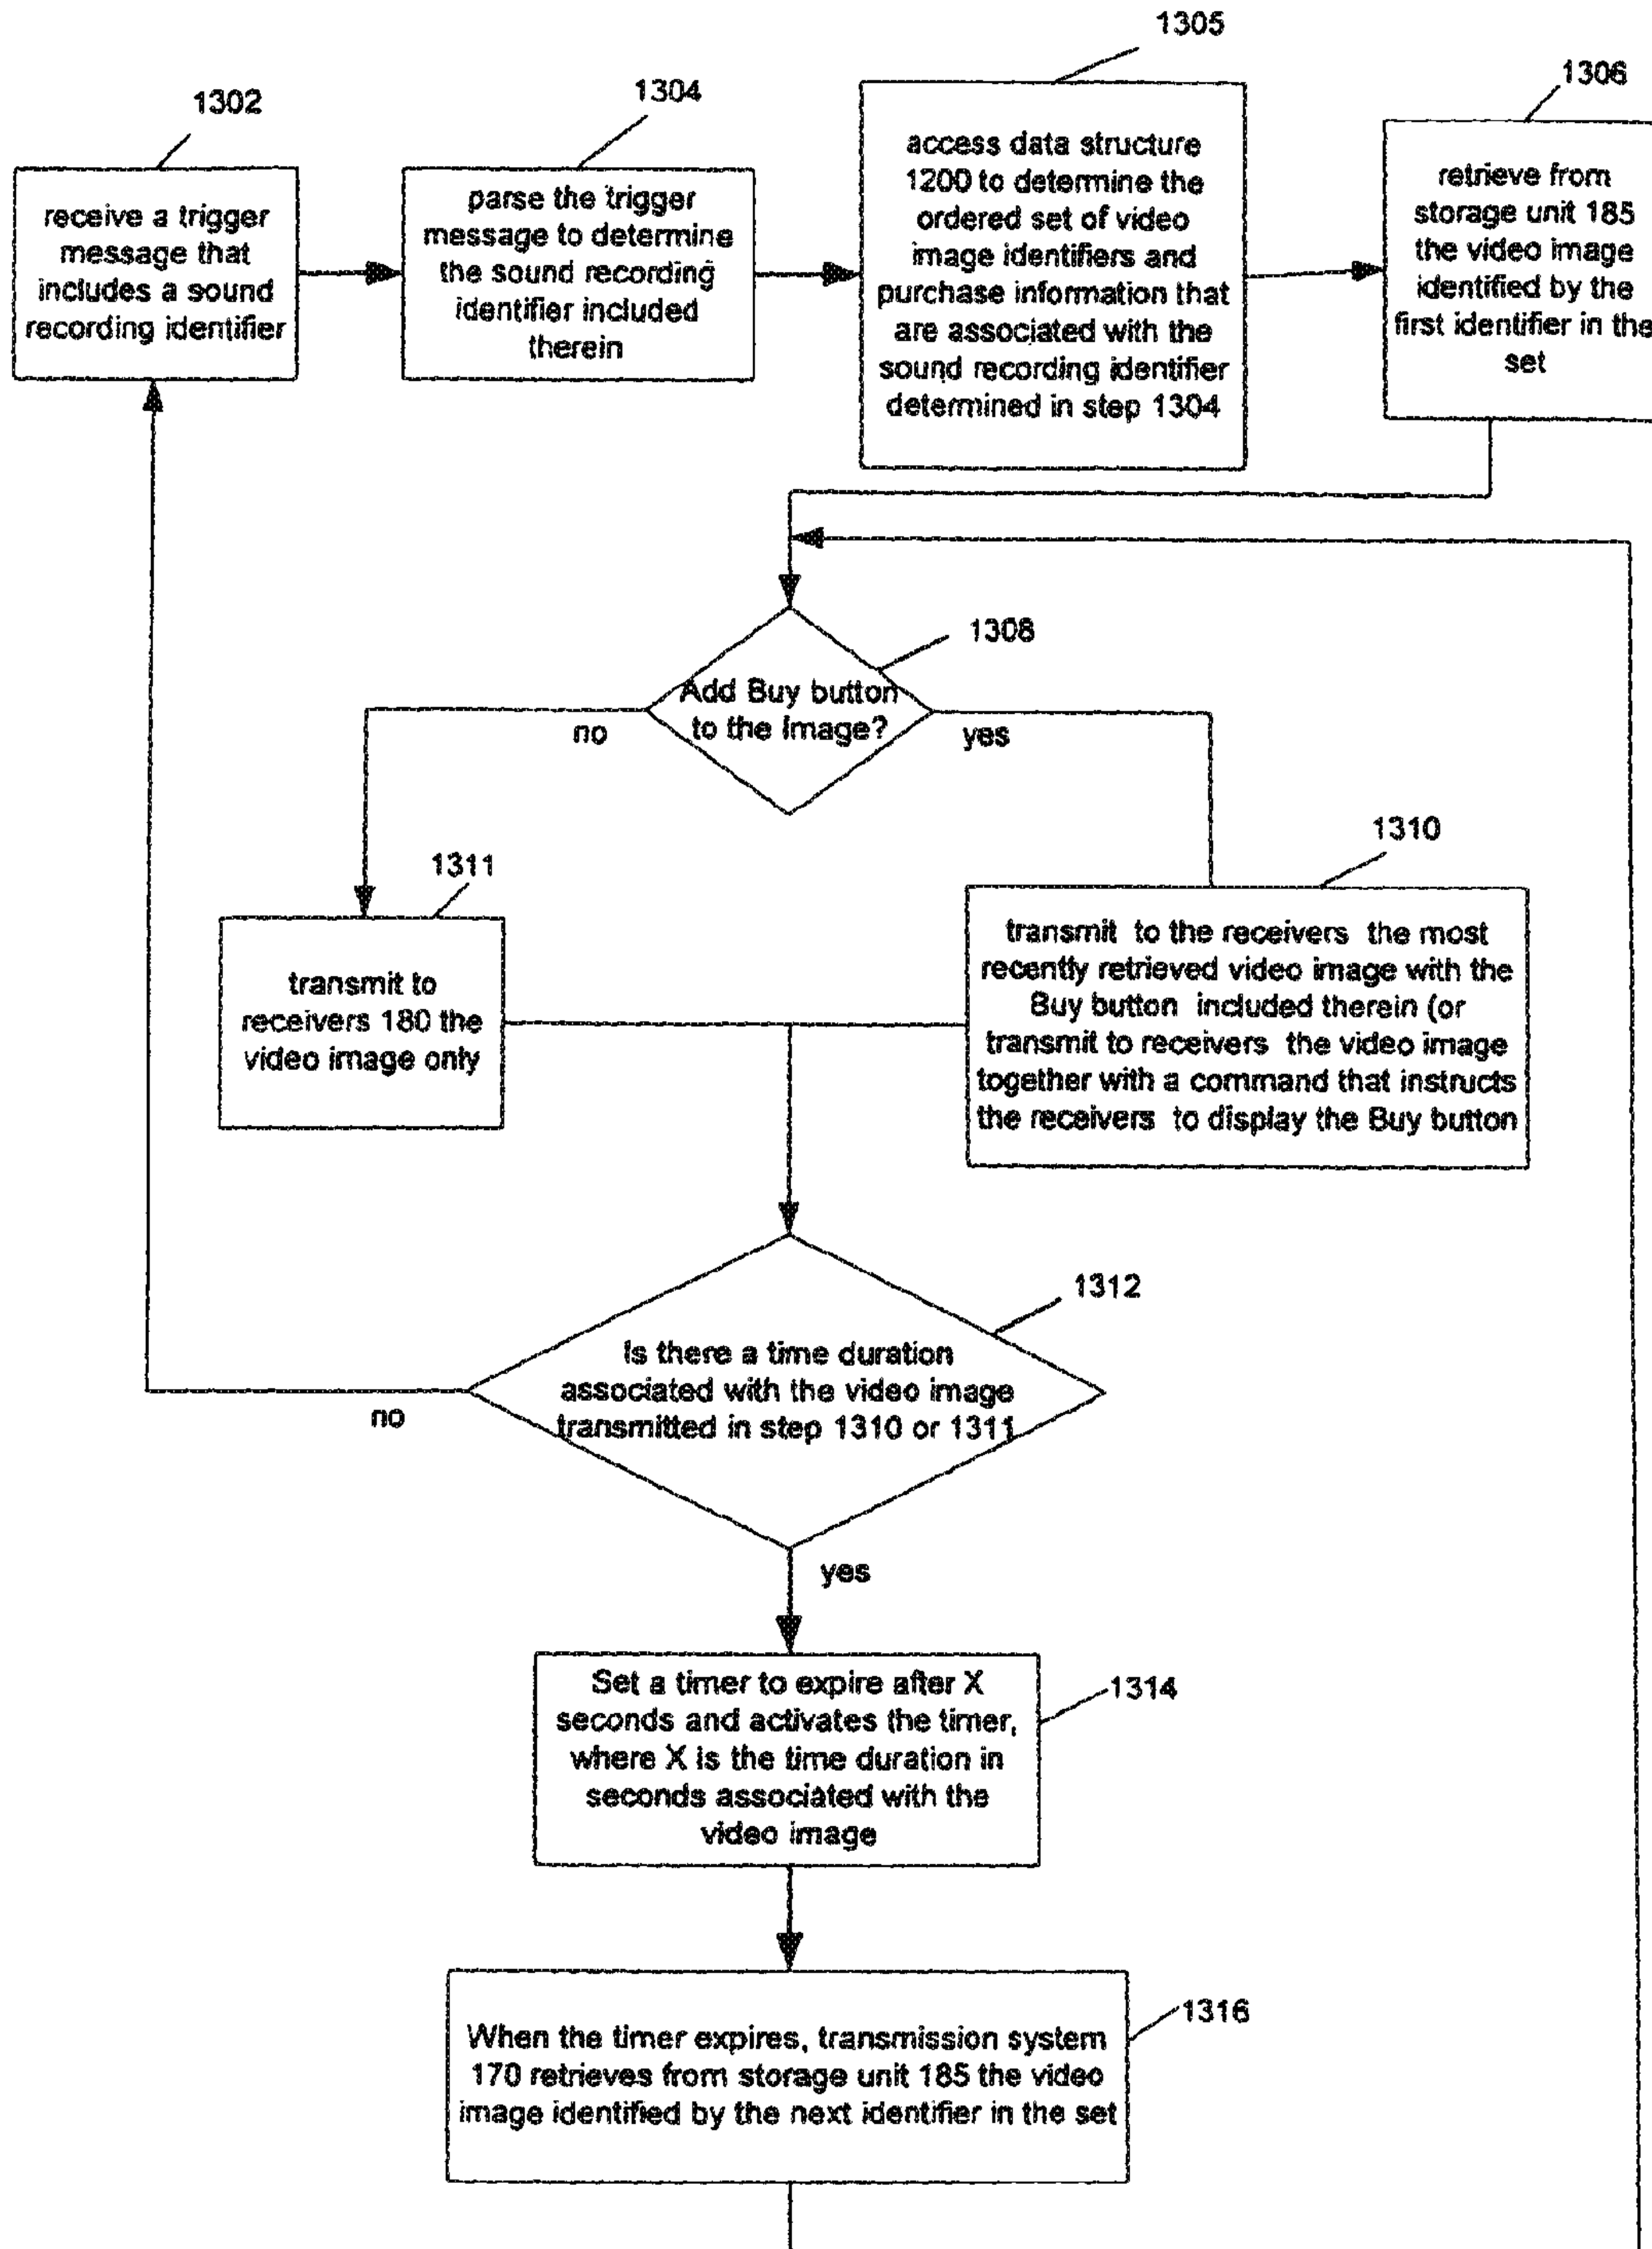 1302
receive a trigger
message that
includes a sound
recording identifier
1304
parse the trigger
message to determine
the sound recording
identifier included
therein
1305
access data structure
1200 to determine the
ordered set of video
image identifiers and
purchase information that
are associated with the
sound recording identifier
determined in step 1304
1306
retrieve from
storage unit 185
the video image
identified by the
first identifier in the
set
1308
Add Buy button
to the Image?
no
yes
1311
transmit to
receivers 180 the
video image only
1310
transmit to the receivers the most
recently retrieved video image with the
Buy button included therein (or
transmit to receivers the video image
together with a command that instructs
the receivers to display the Buy button
1312
Is there a time duration
associated with the video image
transmitted in step 1310 or 1311
no
yes
1314
Set a timer to expire after X
seconds and activates the timer,
where X is the time duration in
seconds associated with the
video image
1316
When the timer expires, transmission system
170 retrieves from storage unit 185 the video
image identified by the next identifier in the set